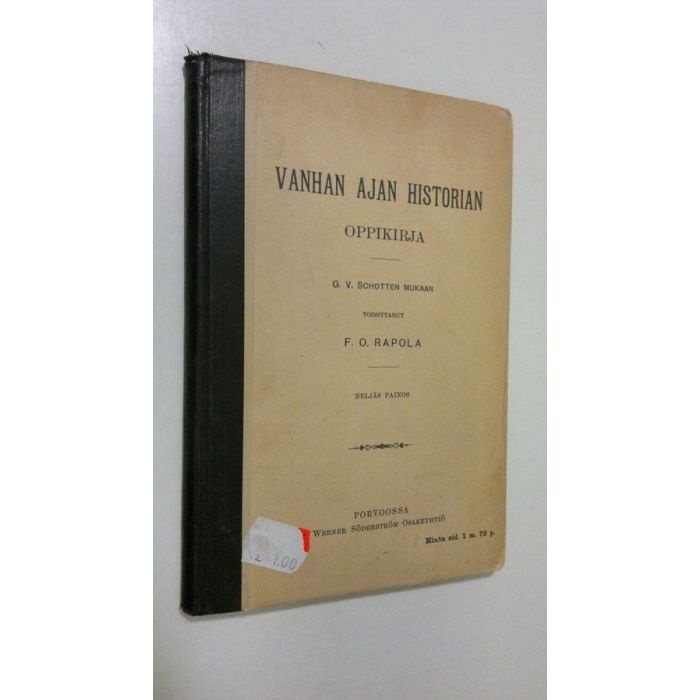 VANHAN AJAN HISTORIAN
OPPIKIRJA
G. V. SCHOTTEN MUKAAN
TOIMITTANUT
F. O. RAPOLA
NELJÄS PAINOS
PORVOOSSA
WERNER SÖDERSTRÖM OSAKEYHTIÖ
Hinta sid. 1 m. 75 p.